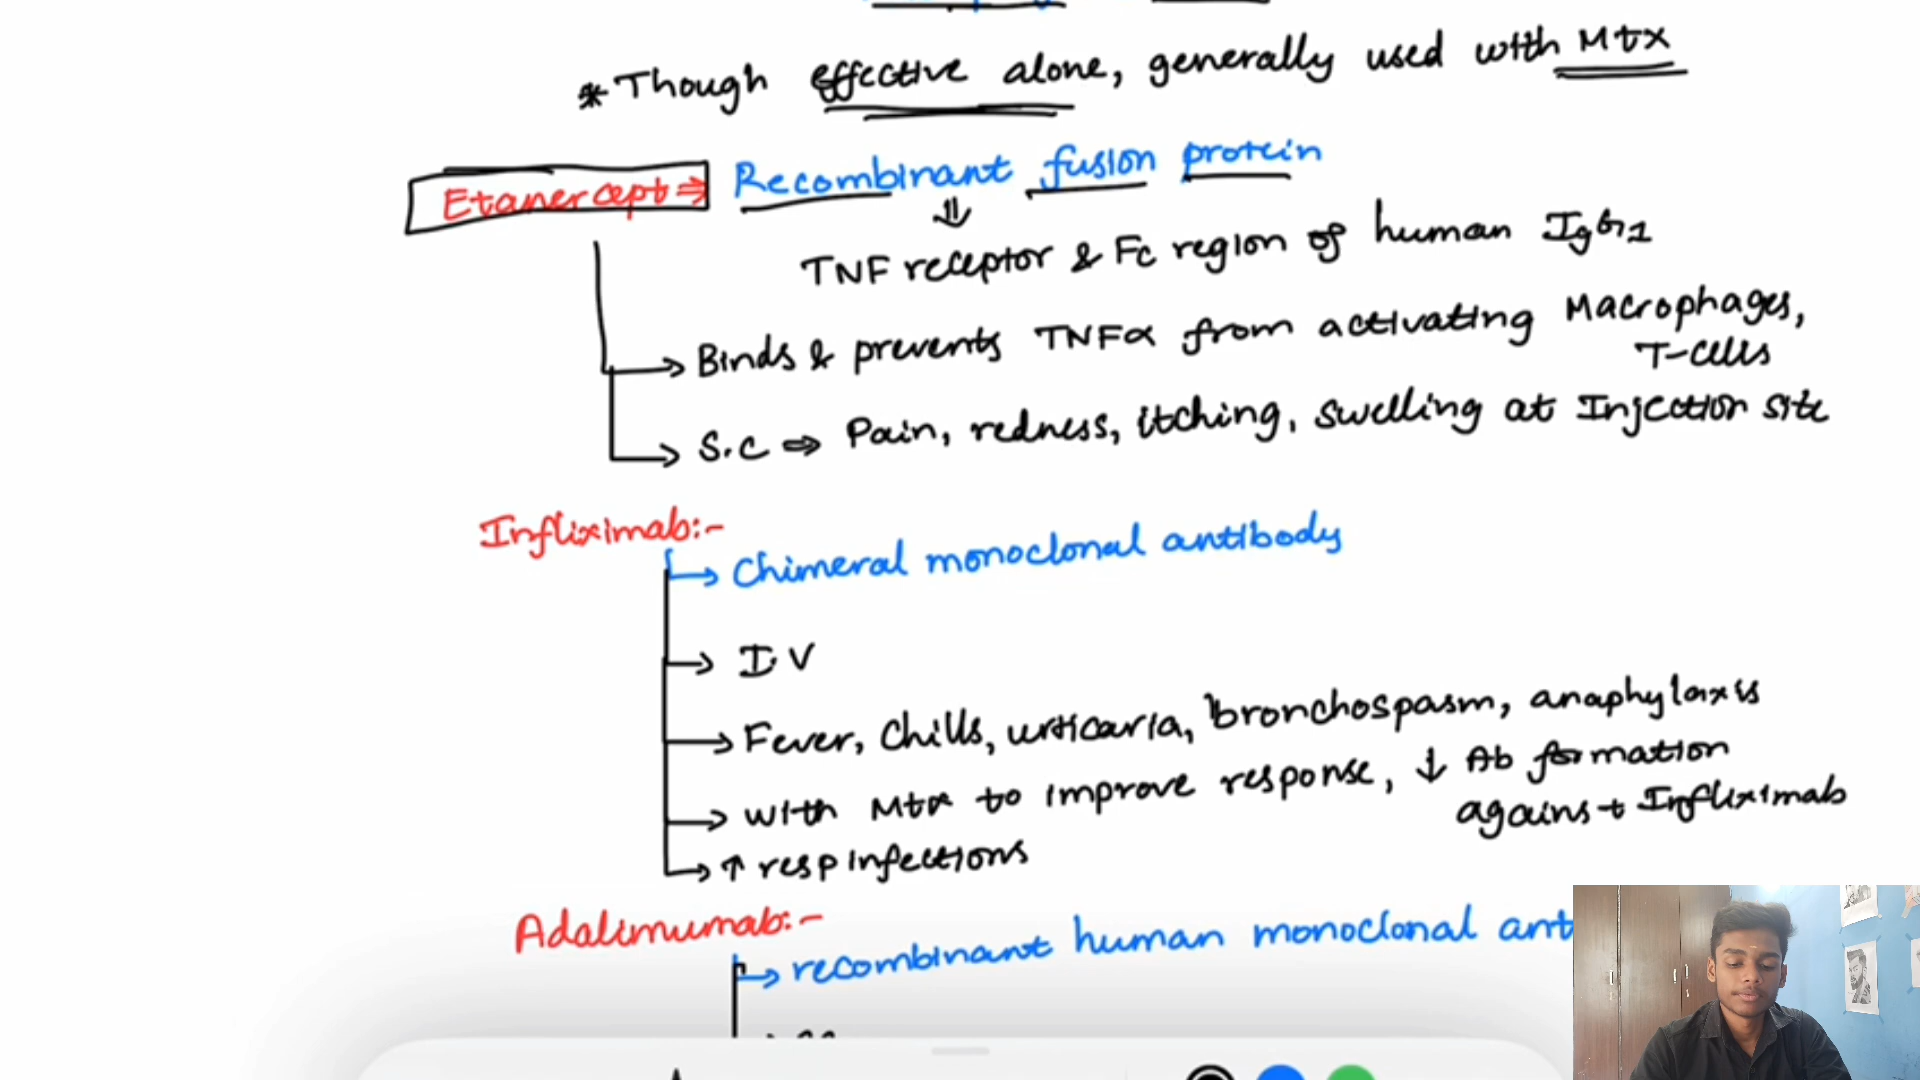 *Though effective alone, generally used with Mtx
Etanercept ⇒ Recombinant fusion protein
⇓
TNF receptor & Fc region of human IgG1
→ Binds & prevents TNFα from activating Macrophages,
T-cells
→ S.C ⇒ Pain, redness, itching, swelling at Injection site
Infliximab:-
→ Chimeral monoclonal antibody
→ I.V
→ Fever, Chills, urticaria, bronchospasm, anaphylaxis
→ with Mtx to improve response, ↓ Ab formation
against Infliximab
→ ↑ resp infections
Adalimumab:-
→ recombinant human monoclonal ant